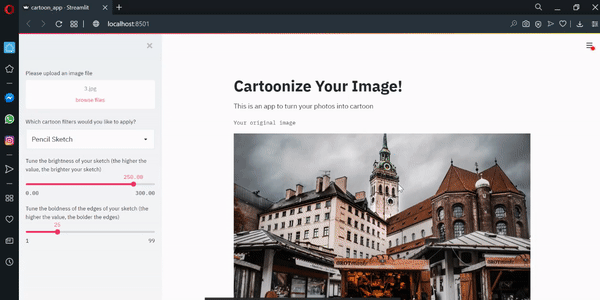 cartoon_app · Streamlit
localhost:8501
Please upload an image file
1.jpg
browse files
Which cartoon filters would you like to apply?
Pencil Sketch
Tune the brightness of your sketch (the higher the
value, the brighter your sketch)
250.00
0.00
300.00
Tune the boldness of the edges of your sketch (the
higher the value, the bolder the edges)
25
1
99
Cartoonize Your Image!
This is an app to turn your photos into cartoon
Your original image